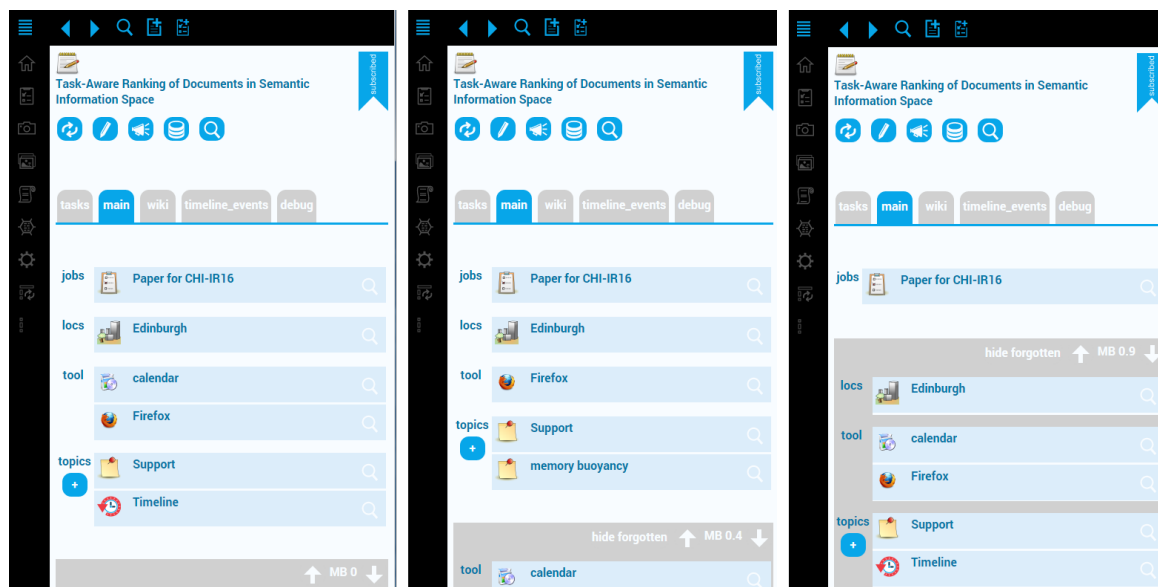 subscribed
Task-Aware Ranking of Documents in Semantic
Information Space
tasks main wiki timeline_events debug
jobs Paper for CHI-IR16
locs Edinburgh
tool calendar
Firefox
topics Support
+
Timeline
MB 0
subscribed
Task-Aware Ranking of Documents in Semantic
Information Space
tasks main wiki timeline_events debug
jobs Paper for CHI-IR16
locs Edinburgh
tool Firefox
topics Support
+
memory buoyancy
hide forgotten MB 0.4
tool calendar
subscribed
Task-Aware Ranking of Documents in Semantic
Information Space
tasks main wiki timeline_events debug
jobs Paper for CHI-IR16
hide forgotten MB 0.9
locs Edinburgh
tool calendar
Firefox
topics Support
+
Timeline